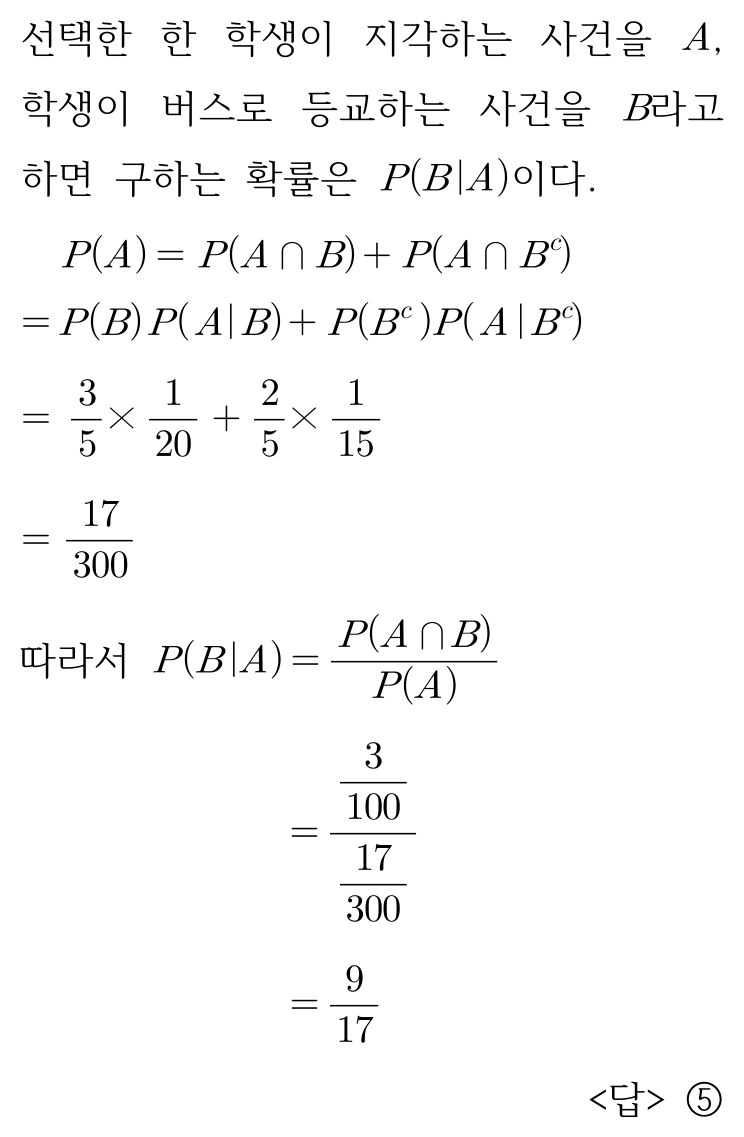 선택한 한 학생이 지각하는 사건을 A,
학생이 버스로 등교하는 사건을 B라고
하면 구하는 확률은 P(B|A)이다.
P(A) = P(A ∩ B) + P(A ∩ Bᶜ)
= P(B)P(A|B) + P(Bᶜ)P(A|Bᶜ)
= 3/5 × 1/20 + 2/5 × 1/15
= 17/300
따라서 P(B|A) = P(A ∩ B)/P(A)
= (3/100)/(17/300)
= 9/17
<답> ⑤